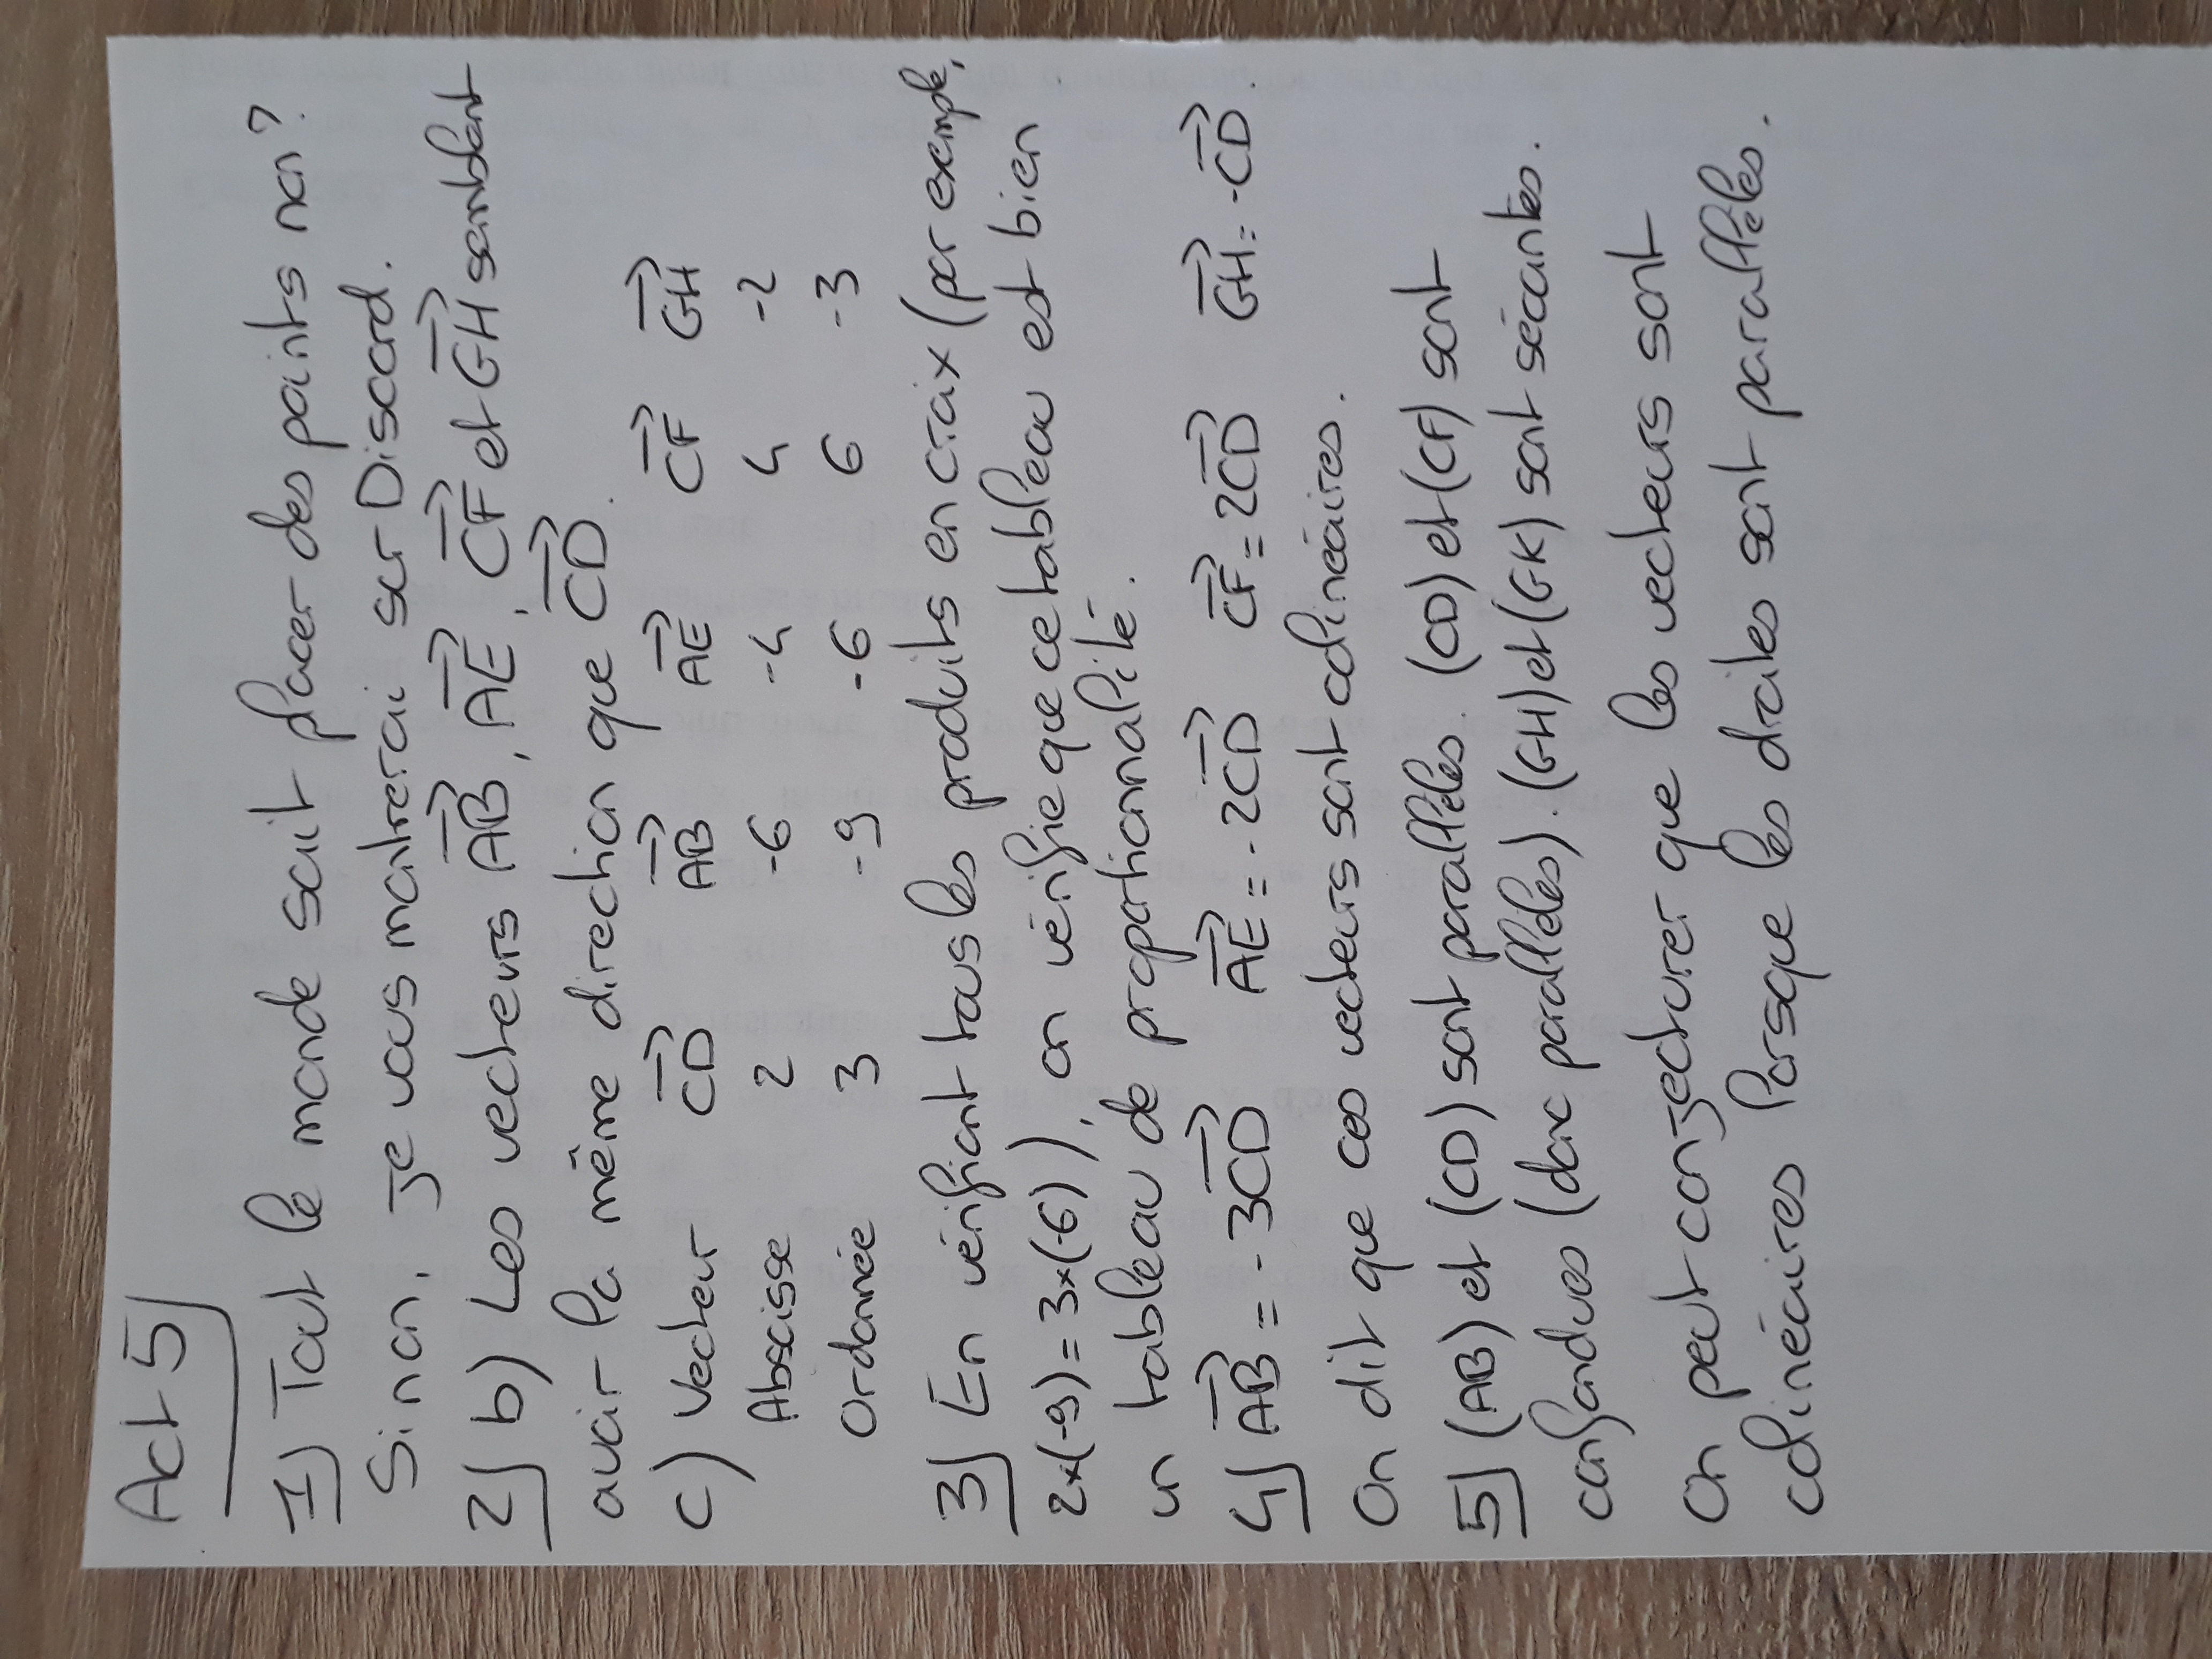 Act 5)
1) Tout le monde sait placer des points non ?
Sinon, je vous montrerai sur Discord.
2) b) Les vecteurs $\overrightarrow{AB}$, $\overrightarrow{AE}$, $\overrightarrow{CF}$ et $\overrightarrow{GH}$ semblent
avoir la même direction que $\overrightarrow{CD}$.
c) Vecteur $\overrightarrow{CD}$ $\overrightarrow{AB}$ $\overrightarrow{AE}$ $\overrightarrow{CF}$ $\overrightarrow{GH}$
Abscisse 2 -6 -4 4 -2
Ordonnée 3 -9 -6 6 -3
3) En vérifiant tous les produits en croix (par exemple,
2×(-9) = 3×(-6)), on vérifie que ce tableau est bien
un tableau de proportionnalité.
4) $\overrightarrow{AB}$ = -3$\overrightarrow{CD}$ $\overrightarrow{AE}$ = -2$\overrightarrow{CD}$ $\overrightarrow{CF}$ = 2$\overrightarrow{CD}$ $\overrightarrow{GH}$ = -$\overrightarrow{CD}$.
On dit que ces vecteurs sont colinéaires.
5) (AB) et (CD) sont parallèles. (CD) et (CF) sont
confondues (donc parallèles). (GH) et (GK) sont sécantes.
On peut conjecturer que les vecteurs sont
colinéaires lorsque les droites sont parallèles.